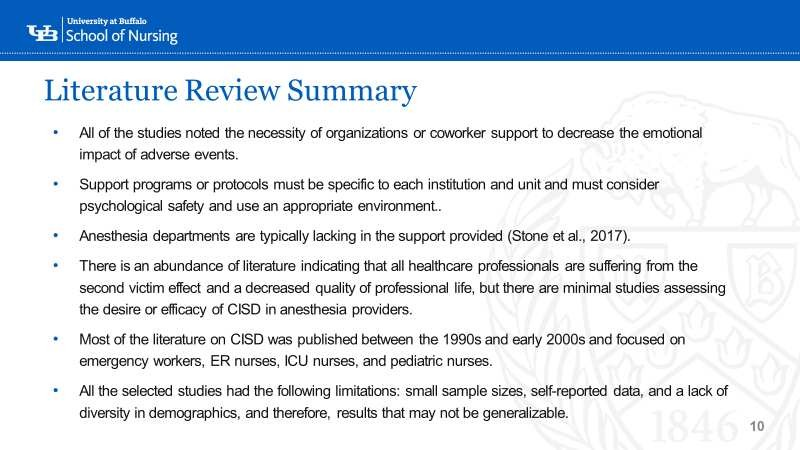 University at Buffalo
School of Nursing
Literature Review Summary
• All of the studies noted the necessity of organizations or coworker support to decrease the emotional
impact of adverse events.
• Support programs or protocols must be specific to each institution and unit and must consider
psychological safety and use an appropriate environment..
• Anesthesia departments are typically lacking in the support provided (Stone et al., 2017).
• There is an abundance of literature indicating that all healthcare professionals are suffering from the
second victim effect and a decreased quality of professional life, but there are minimal studies assessing
the desire or efficacy of CISD in anesthesia providers.
• Most of the literature on CISD was published between the 1990s and early 2000s and focused on
emergency workers, ER nurses, ICU nurses, and pediatric nurses.
• All the selected studies had the following limitations: small sample sizes, self-reported data, and a lack of
diversity in demographics, and therefore, results that may not be generalizable.
1846
10